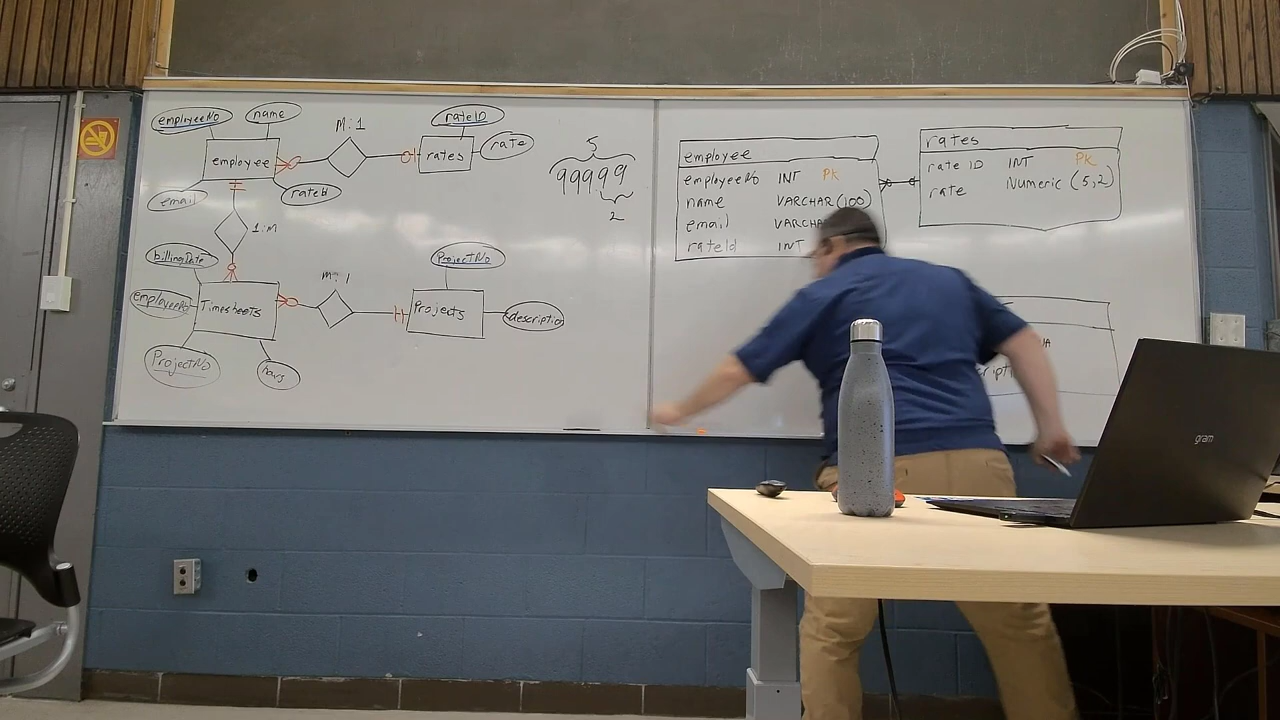 employeeNo
name
rateID
M:1
employee
rates
rate
email
rateId
5
99999
2
1:M
billingDate
employeeNo
Timesheets
M:1
ProjectNo
Projects
description
ProjectNo
hours
employee
employeeNo INT PK
name VARCHAR(100)
email VARCHA
rateId INT
rates
rate ID INT PK
rate Numeric (5,2)
gram